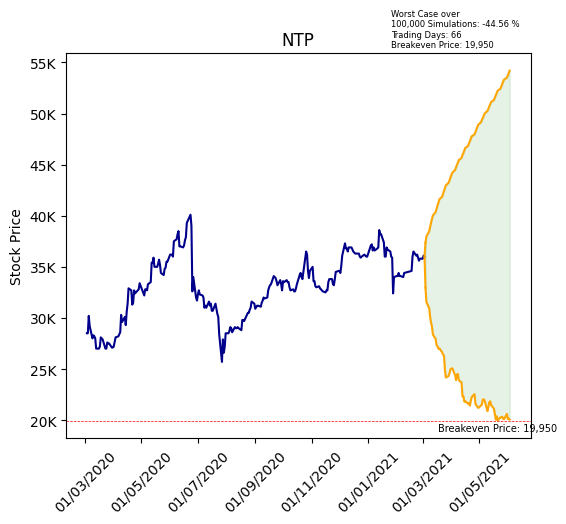 Worst Case over
100,000 Simulations: -44.56 %
Trading Days: 66
Breakeven Price: 19,950
NTP
Stock Price
55K
50K
45K
40K
35K
30K
25K
20K
Breakeven Price: 19,950
01/03/2020
01/05/2020
01/07/2020
01/09/2020
01/11/2020
01/01/2021
01/03/2021
01/05/2021